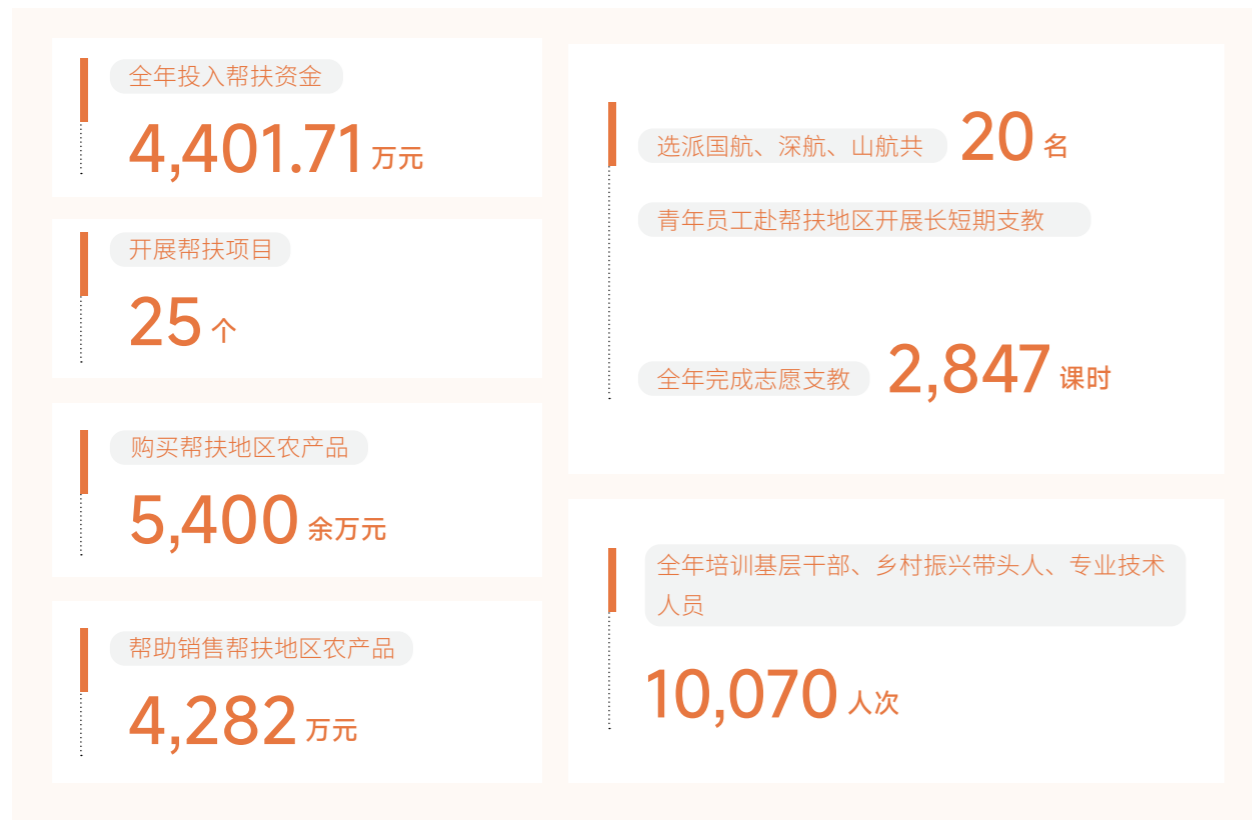 全年投入帮扶资金
4,401.71 万元
开展帮扶项目
25 个
购买帮扶地区农产品
5,400 余万元
帮助销售帮扶地区农产品
4,282 万元
选派国航、深航、山航共 20 名
青年员工赴帮扶地区开展长短期支教
全年完成志愿支教 2,847 课时
全年培训基层干部、乡村振兴带头人、专业技术
人员
10,070 人次